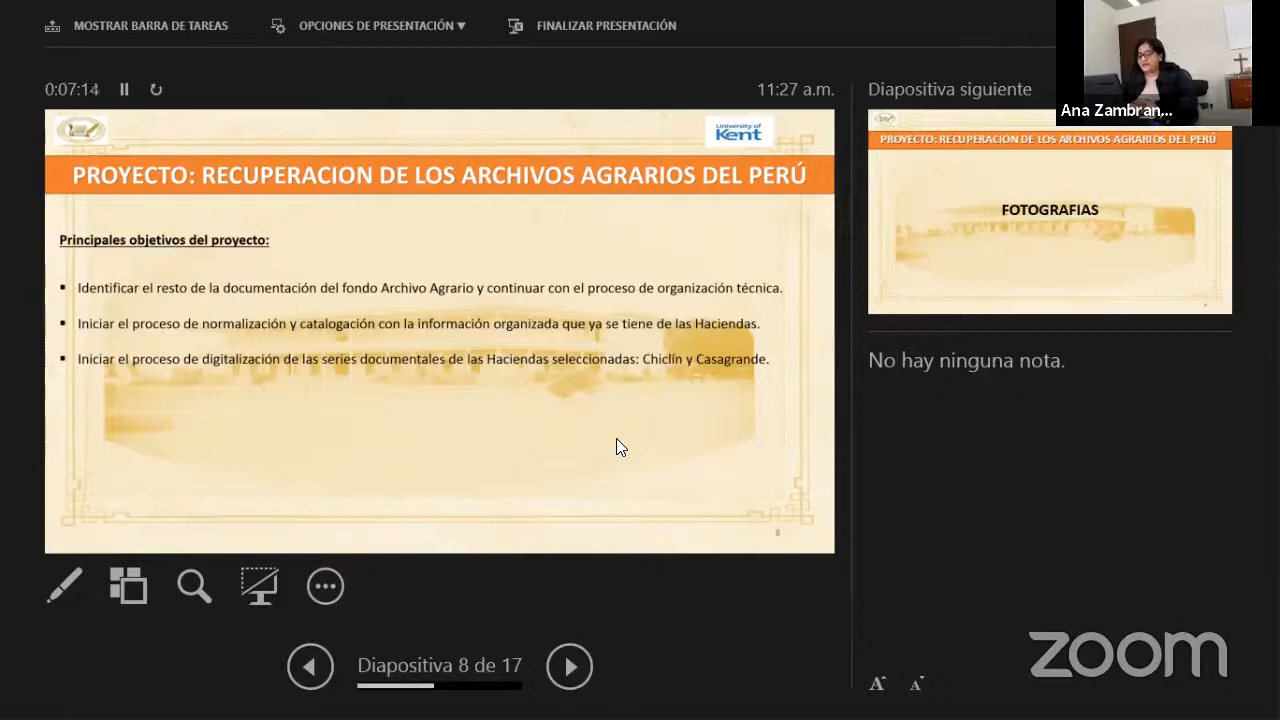 MOSTRAR BARRA DE TAREAS
OPCIONES DE PRESENTACIÓN ▼
FINALIZAR PRESENTACIÓN
Ana Zambran...
0:07:14
11:27 a.m.
Diapositiva siguiente
University of
Kent
PROYECTO: RECUPERACION DE LOS ARCHIVOS AGRARIOS DEL PERÚ
Principales objetivos del proyecto:
▪ Identificar el resto de la documentación del fondo Archivo Agrario y continuar con el proceso de organización técnica.
▪ Iniciar el proceso de normalización y catalogación con la información organizada que ya se tiene de las Haciendas.
▪ Iniciar el proceso de digitalización de las series documentales de las Haciendas seleccionadas: Chiclín y Casagrande.
8
PROYECTO: RECUPERACION DE LOS ARCHIVOS AGRARIOS DEL PERÚ
FOTOGRAFIAS
No hay ninguna nota.
Diapositiva 8 de 17
A A
zoom